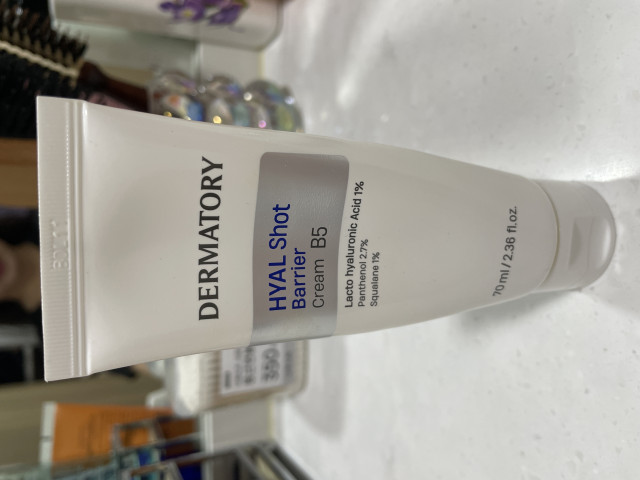 DERMATORY
HYAL Shot
Barrier
Cream B5
Lacto hyaluronic Acid 1%
Panthenol 2.7%
Squalane 1%
70 ml / 2.36 fl.oz.